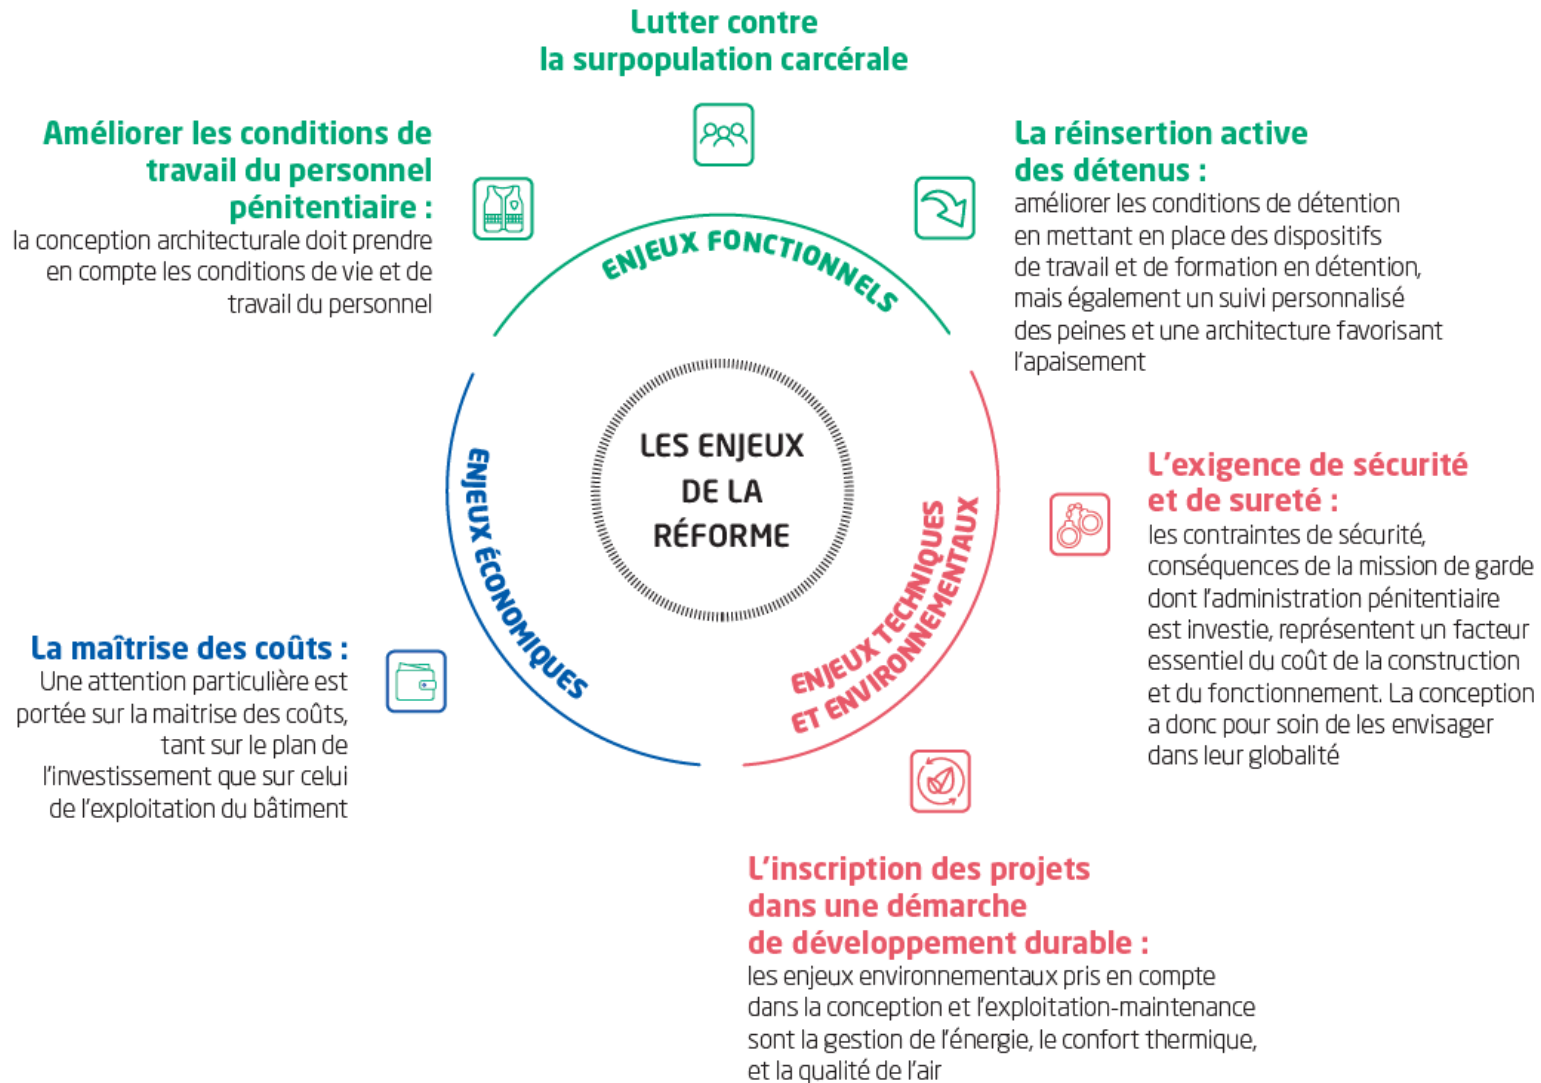 Lutter contre
la surpopulation carcérale
Améliorer les conditions de
travail du personnel
pénitentiaire :
la conception architecturale doit prendre
en compte les conditions de vie et de
travail du personnel
La réinsertion active
des détenus :
améliorer les conditions de détention
en mettant en place des dispositifs
de travail et de formation en détention,
mais également un suivi personnalisé
des peines et une architecture favorisant
l'apaisement
ENJEUX FONCTIONNELS
LES ENJEUX
DE LA
RÉFORME
ENJEUX ÉCONOMIQUES
ENJEUX TECHNIQUES
ET ENVIRONNEMENTAUX
L'exigence de sécurité
et de sureté :
les contraintes de sécurité,
conséquences de la mission de garde
dont l'administration pénitentiaire
est investie, représentent un facteur
essentiel du coût de la construction
et du fonctionnement. La conception
a donc pour soin de les envisager
dans leur globalité
La maîtrise des coûts :
Une attention particulière est
portée sur la maitrise des coûts,
tant sur le plan de
l'investissement que sur celui
de l'exploitation du bâtiment
L'inscription des projets
dans une démarche
de développement durable :
les enjeux environnementaux pris en compte
dans la conception et l'exploitation-maintenance
sont la gestion de l'énergie, le confort thermique,
et la qualité de l'air